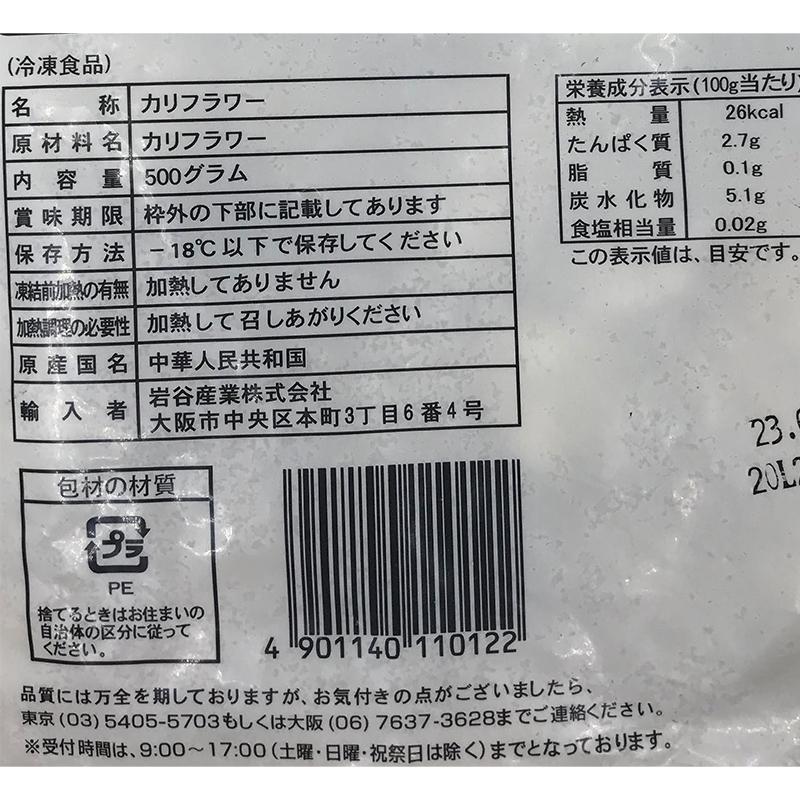 (冷凍食品)
名称 カリフラワー
原材料名 カリフラワー
内容量 500グラム
賞味期限 枠外の下部に記載してあります
保存方法 －18℃以下で保存してください
凍結前加熱の有無 加熱してありません
加熱調理の必要性 加熱して召しあがりください
原産国名 中華人民共和国
輸入者 岩谷産業株式会社
大阪市中央区本町3丁目6番4号
栄養成分表示(100g当たり)
熱量 26kcal
たんぱく質 2.7g
脂質 0.1g
炭水化物 5.1g
食塩相当量 0.02g
この表示値は、目安です。
23.
20L
包材の材質
プラ
PE
捨てるときはお住まいの
自治体の区分に従って
ください。
4 901140 110122
品質には万全を期しておりますが、お気付きの点がございましたら、
東京(03)5405-5703もしくは大阪(06)7637-3628までご連絡ください。
※受付時間は、9:00～17:00(土曜・日曜・祝祭日は除く)までとなっております。